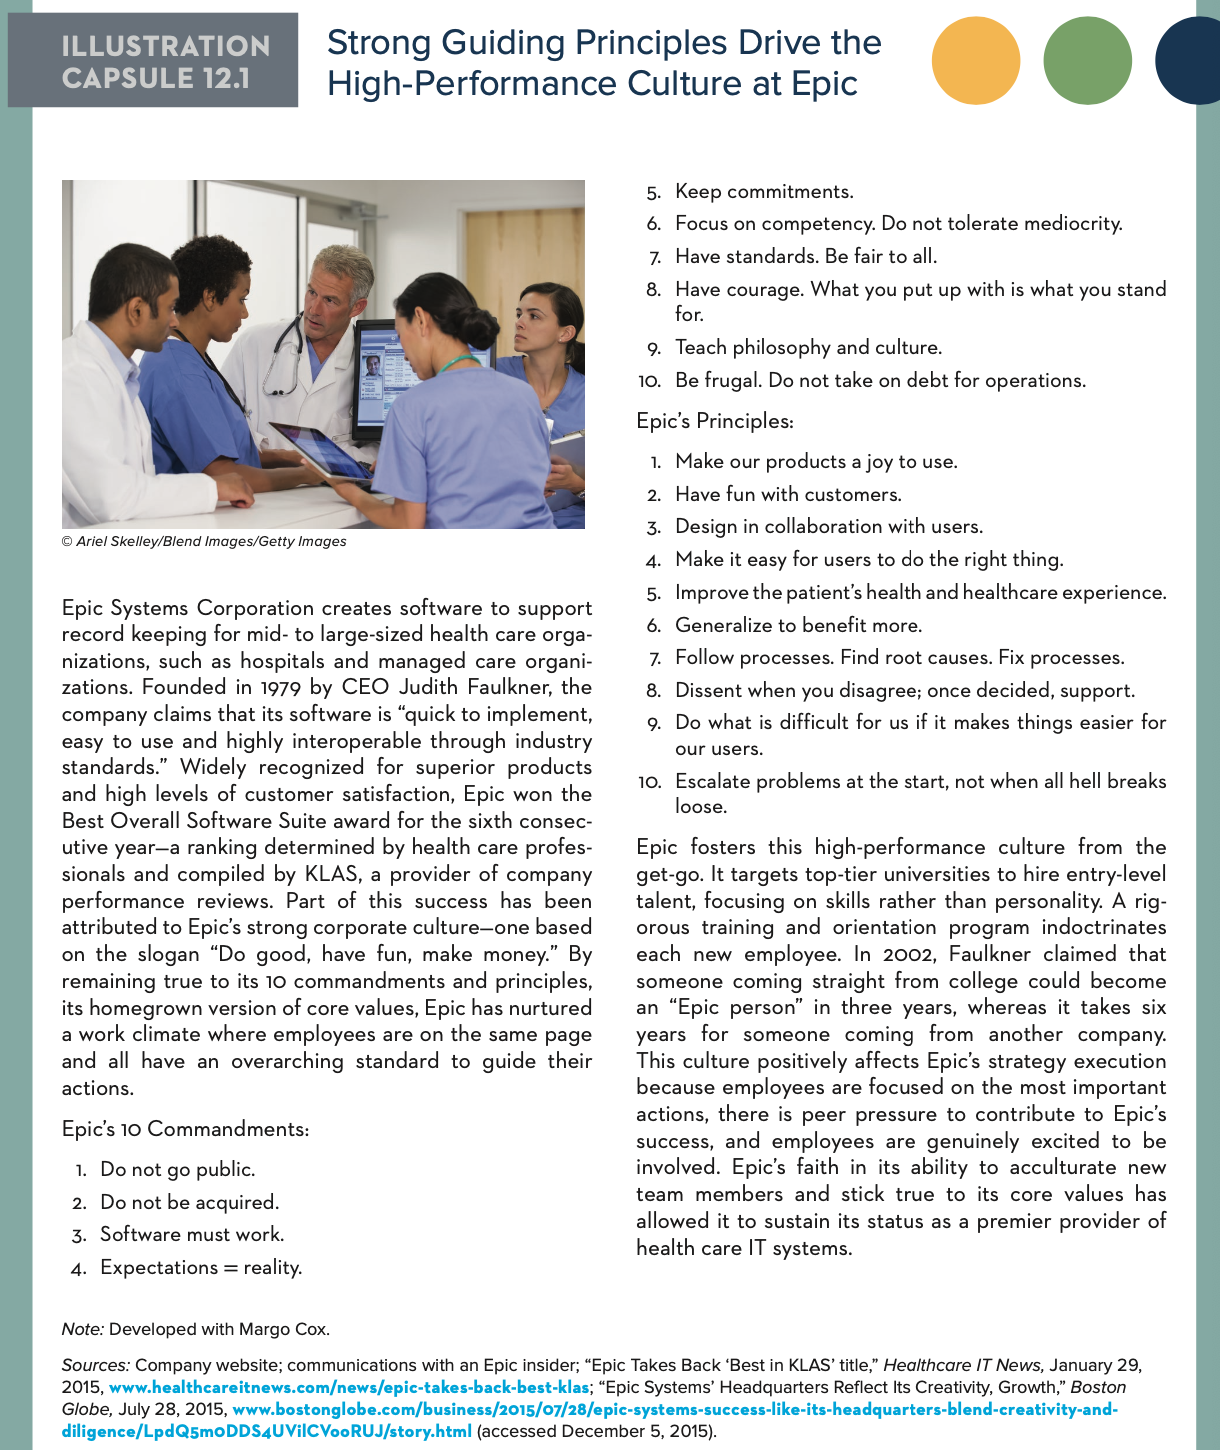 ILLUSTRATION
CAPSULE 12.1
Strong Guiding Principles Drive the
High-Performance Culture at Epic
© Ariel Skelley/Blend Images/Getty Images
Epic Systems Corporation creates software to support
record keeping for mid- to large-sized health care orga-
nizations, such as hospitals and managed care organi-
zations. Founded in 1979 by CEO Judith Faulkner, the
company claims that its software is “quick to implement,
easy to use and highly interoperable through industry
standards.” Widely recognized for superior products
and high levels of customer satisfaction, Epic won the
Best Overall Software Suite award for the sixth consec-
utive year—a ranking determined by health care profes-
sionals and compiled by KLAS, a provider of company
performance reviews. Part of this success has been
attributed to Epic’s strong corporate culture—one based
on the slogan “Do good, have fun, make money.” By
remaining true to its 10 commandments and principles,
its homegrown version of core values, Epic has nurtured
a work climate where employees are on the same page
and all have an overarching standard to guide their
actions.
Epic’s 10 Commandments:
1. Do not go public.
2. Do not be acquired.
3. Software must work.
4. Expectations = reality.
5. Keep commitments.
6. Focus on competency. Do not tolerate mediocrity.
7. Have standards. Be fair to all.
8. Have courage. What you put up with is what you stand
for.
9. Teach philosophy and culture.
10. Be frugal. Do not take on debt for operations.
Epic’s Principles:
1. Make our products a joy to use.
2. Have fun with customers.
3. Design in collaboration with users.
4. Make it easy for users to do the right thing.
5. Improve the patient’s health and healthcare experience.
6. Generalize to benefit more.
7. Follow processes. Find root causes. Fix processes.
8. Dissent when you disagree; once decided, support.
9. Do what is difficult for us if it makes things easier for
our users.
10. Escalate problems at the start, not when all hell breaks
loose.
Epic fosters this high-performance culture from the
get-go. It targets top-tier universities to hire entry-level
talent, focusing on skills rather than personality. A rig-
orous training and orientation program indoctrinates
each new employee. In 2002, Faulkner claimed that
someone coming straight from college could become
an “Epic person” in three years, whereas it takes six
years for someone coming from another company.
This culture positively affects Epic’s strategy execution
because employees are focused on the most important
actions, there is peer pressure to contribute to Epic’s
success, and employees are genuinely excited to be
involved. Epic’s faith in its ability to acculturate new
team members and stick true to its core values has
allowed it to sustain its status as a premier provider of
health care IT systems.
Note: Developed with Margo Cox.
Sources: Company website; communications with an Epic insider; “Epic Takes Back ‘Best in KLAS’ title,” Healthcare IT News, January 29,
2015, www.healthcareitnews.com/news/epic-takes-back-best-klas; “Epic Systems’ Headquarters Reflect Its Creativity, Growth,” Boston
Globe, July 28, 2015, www.bostonglobe.com/business/2015/07/28/epic-systems-success-like-its-headquarters-blend-creativity-and-
diligence/LpdQ5m0DDS4UVilCVooRUJ/story.html (accessed December 5, 2015).